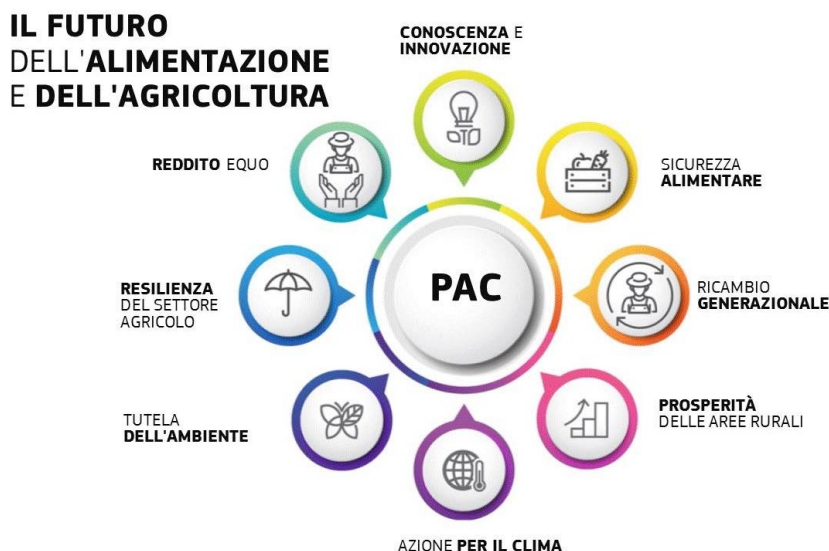 IL FUTURO
DELL'ALIMENTAZIONE
E DELL'AGRICOLTURA
CONOSCENZA E
INNOVAZIONE
SICUREZZA
ALIMENTARE
RICAMBIO
GENERAZIONALE
PROSPERITÀ
DELLE AREE RURALI
AZIONE PER IL CLIMA
TUTELA
DELL'AMBIENTE
RESILIENZA
DEL SETTORE
AGRICOLO
REDDITO EQUO
PAC